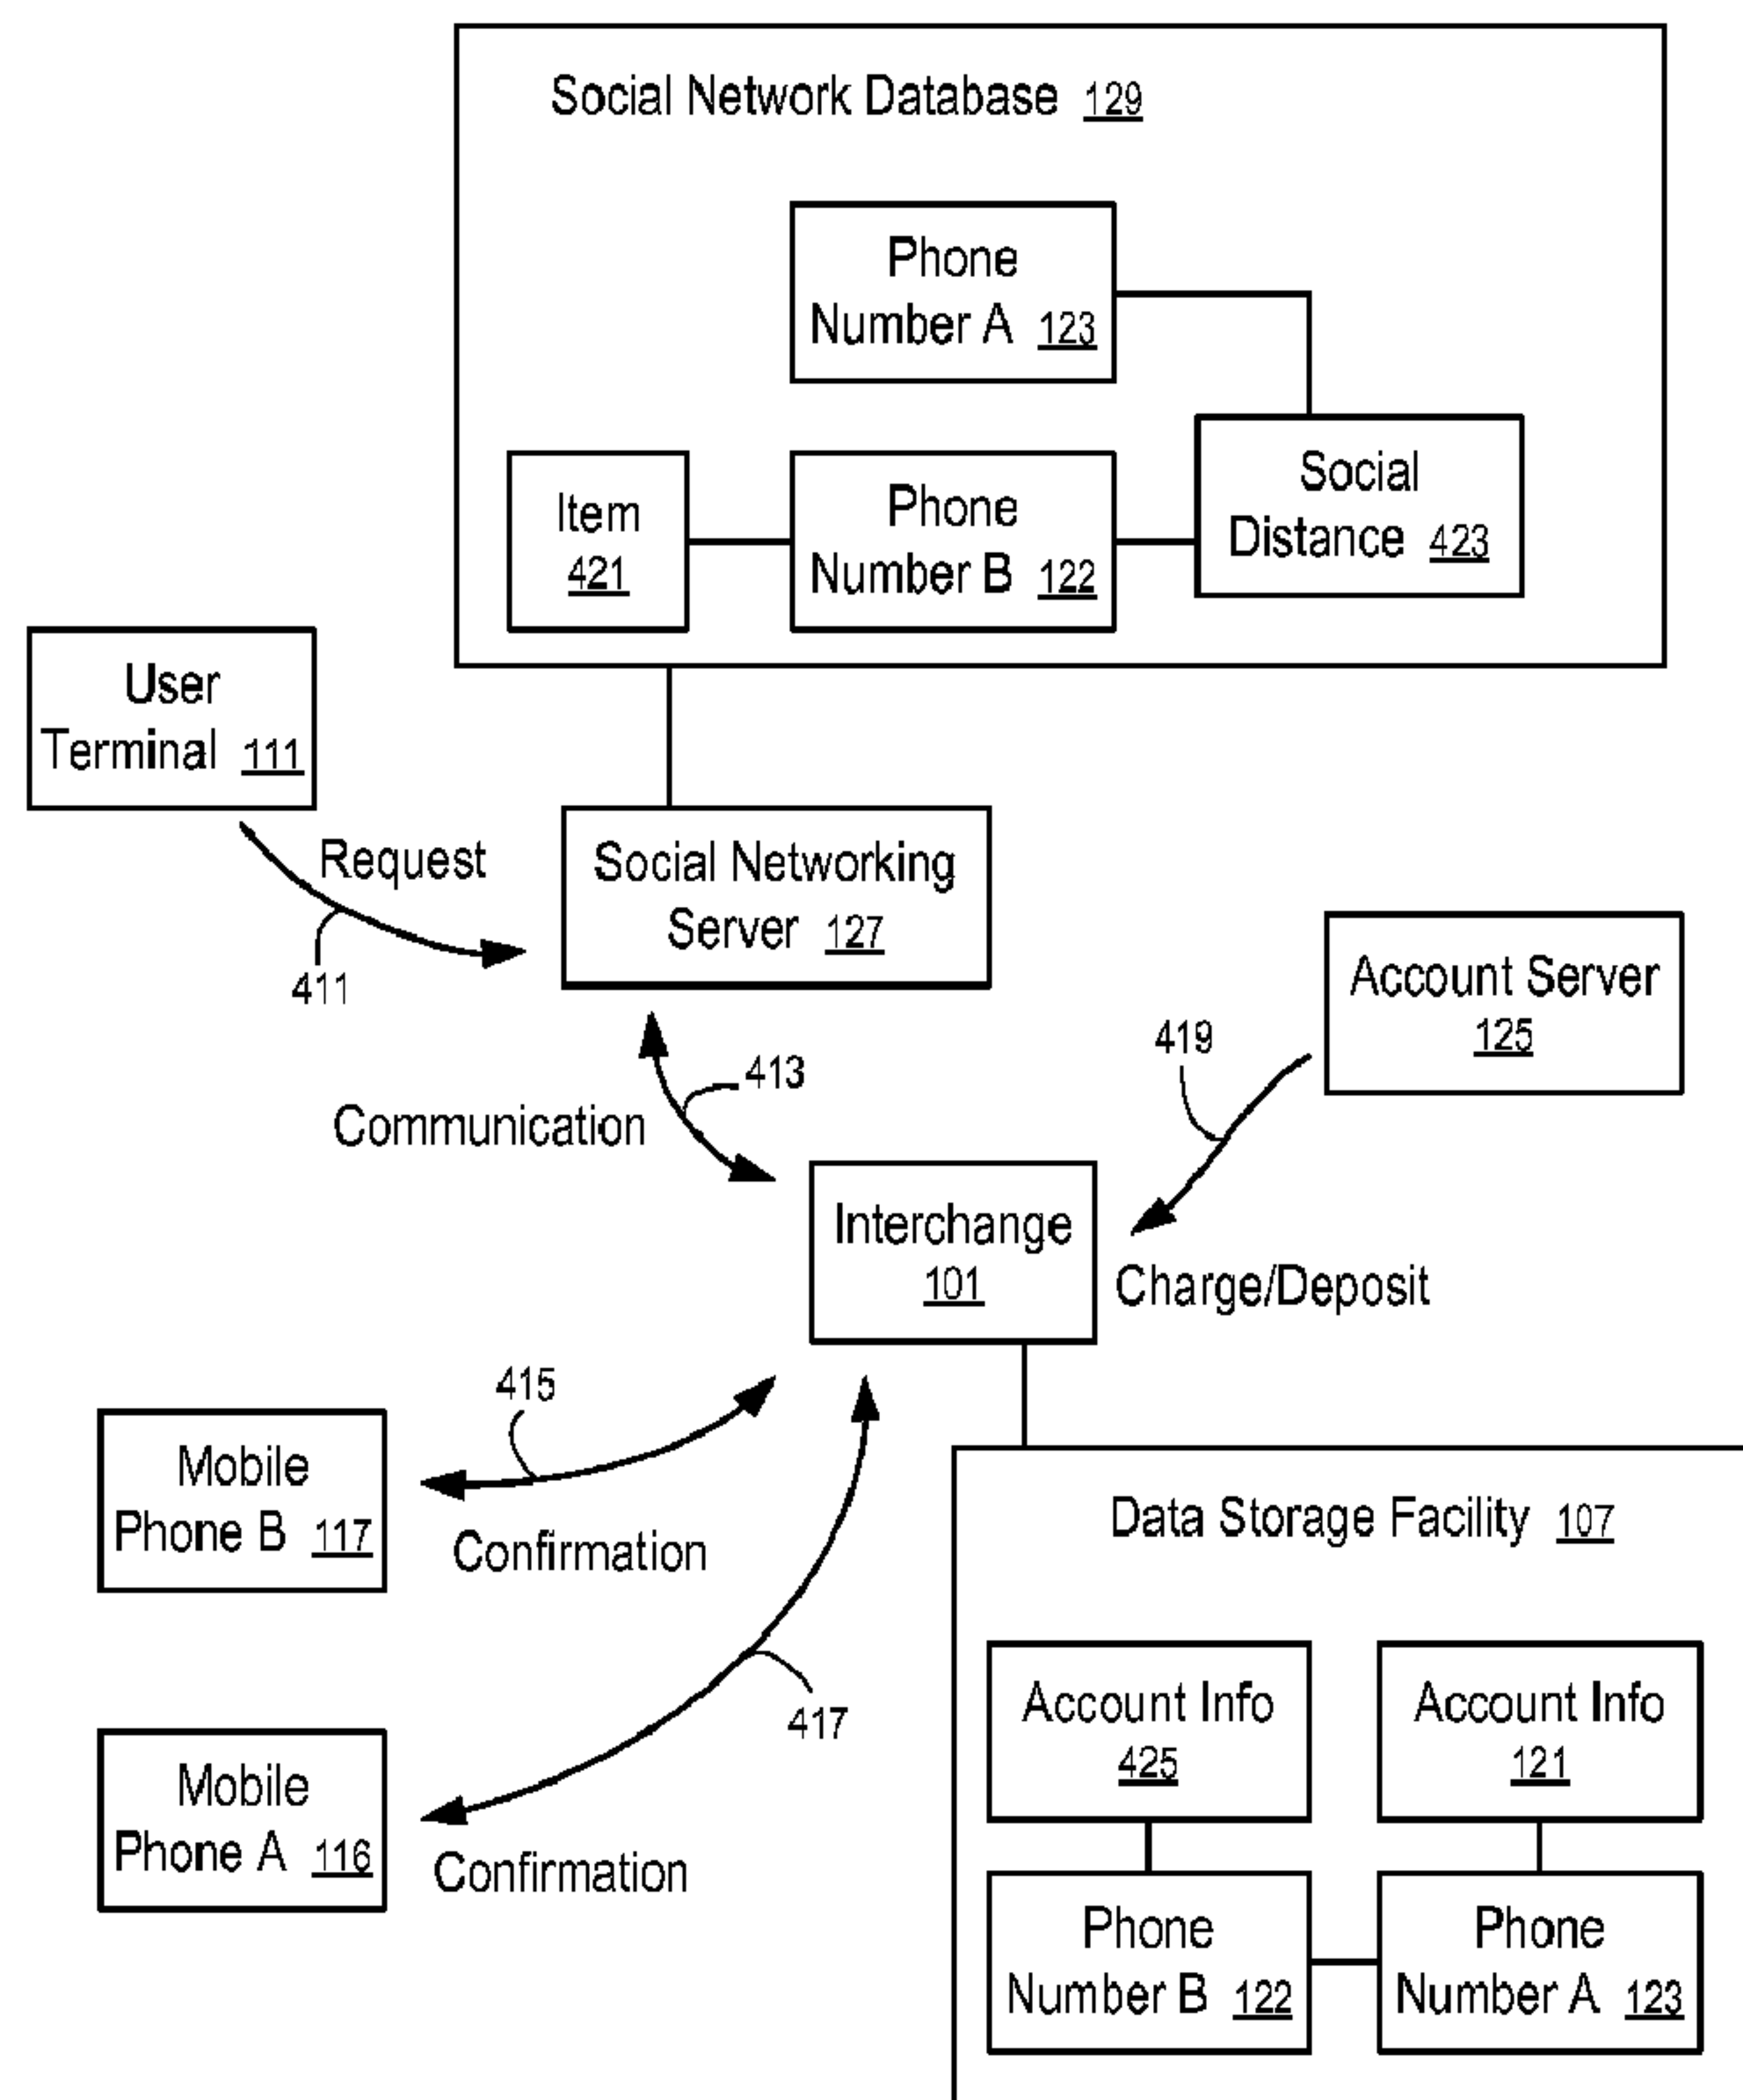 Social Network Database 129
Phone
Number A 123
Item
421
Phone
Number B 122
Social
Distance 423
User
Terminal 111
Request
411
Social Networking
Server 127
Account Server
125
419
413
Communication
Interchange
101
Charge/Deposit
415
Mobile
Phone B 117
Confirmation
Data Storage Facility 107
417
Mobile
Phone A 116
Confirmation
Account Info
425
Account Info
121
Phone
Number B 122
Phone
Number A 123